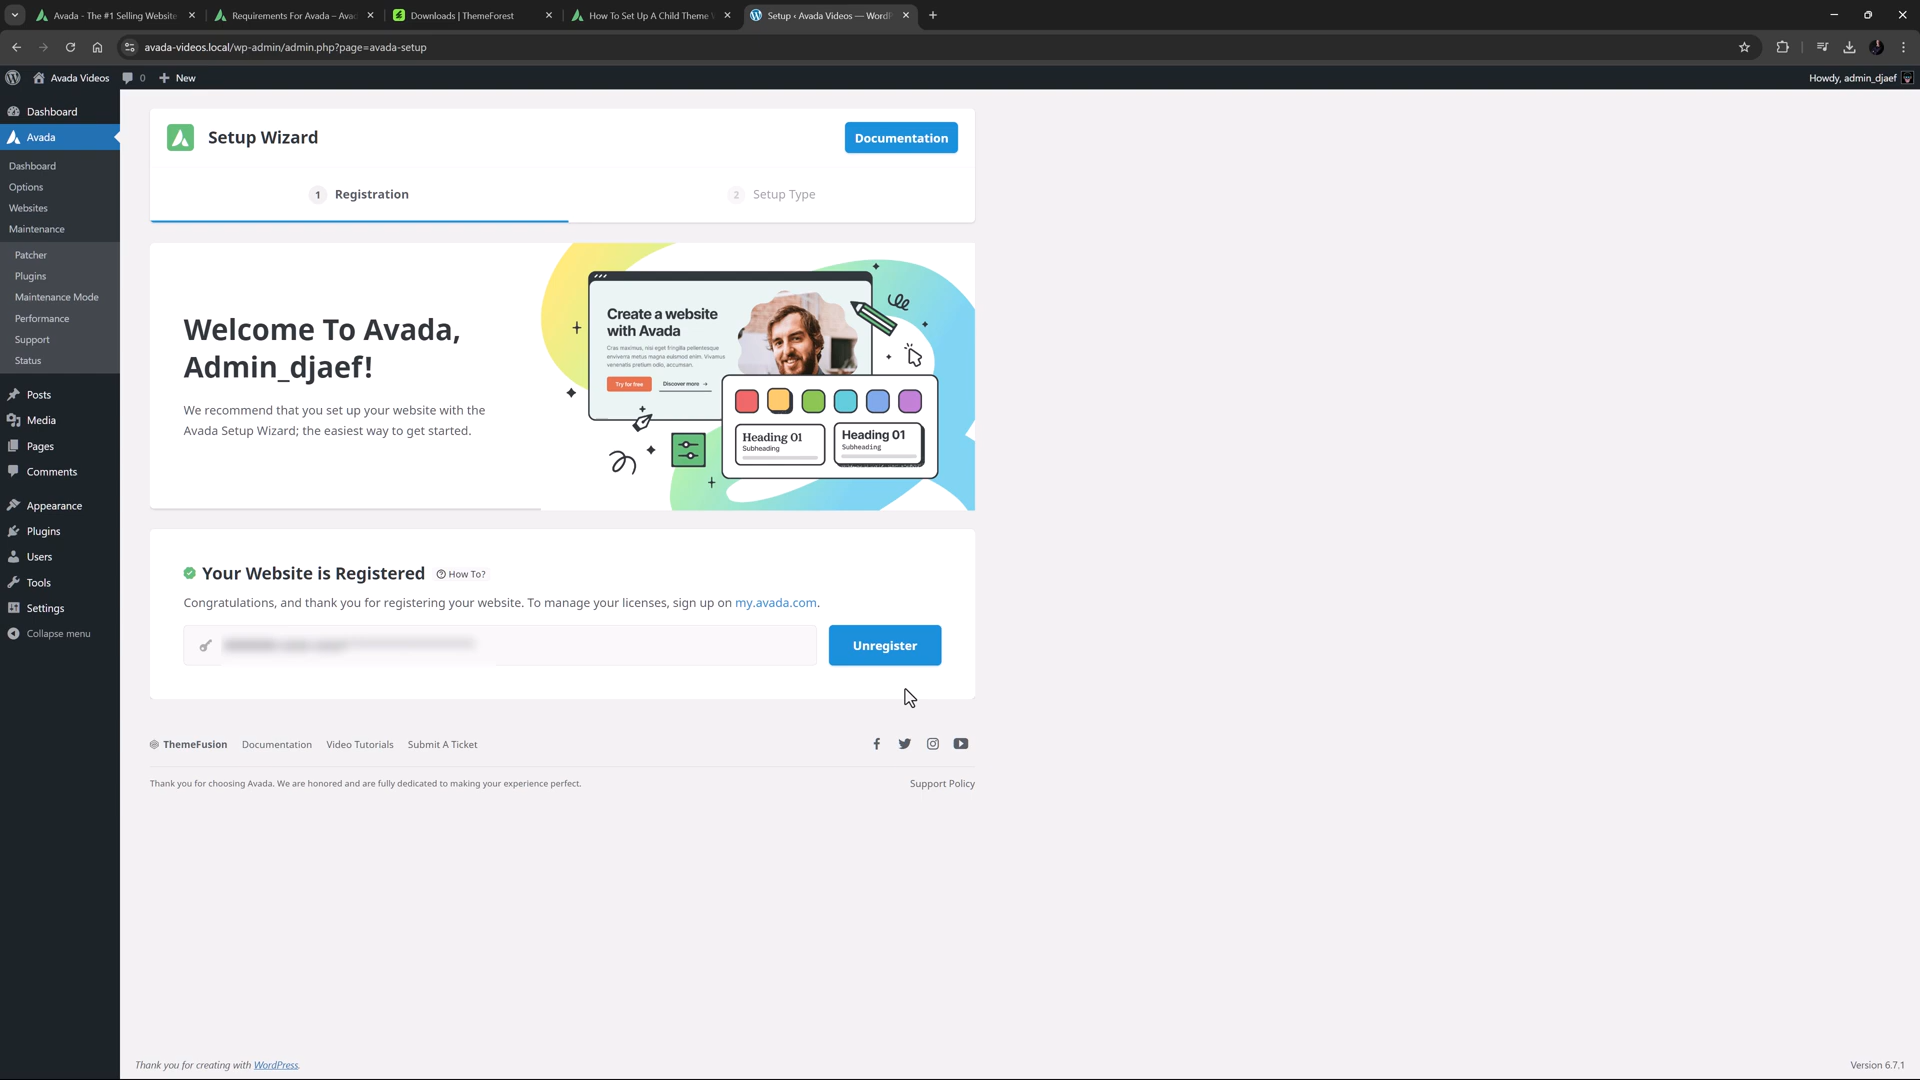 Avada - The #1 Selling Website
Requirements For Avada – Avad
Downloads | ThemeForest
How To Set Up A Child Theme
Setup ‹ Avada Videos — WordP
avada-videos.local/wp-admin/admin.php?page=avada-setup
Avada Videos
0
New
Howdy, admin_djaef
Dashboard
Avada
Dashboard
Options
Websites
Maintenance
Patcher
Plugins
Maintenance Mode
Performance
Support
Status
Posts
Media
Pages
Comments
Appearance
Plugins
Users
Tools
Settings
Collapse menu
Setup Wizard
Documentation
1 Registration
2 Setup Type
Welcome To Avada,
Admin_djaef!
We recommend that you set up your website with the
Avada Setup Wizard; the easiest way to get started.
Create a website
with Avada
Cras maximus, nisi eget fringilla pellentesque
enviverra metus magna euismod enim. Vivamus
venenatis pretium odio, accumsan.
Try for free
Discover more →
Heading 01
Subheading
Heading 01
Subheading
Your Website is Registered
How To?
Congratulations, and thank you for registering your website. To manage your licenses, sign up on my.avada.com.
Unregister
ThemeFusion
Documentation
Video Tutorials
Submit A Ticket
Thank you for choosing Avada. We are honored and are fully dedicated to making your experience perfect.
Support Policy
Thank you for creating with WordPress.
Version 6.7.1